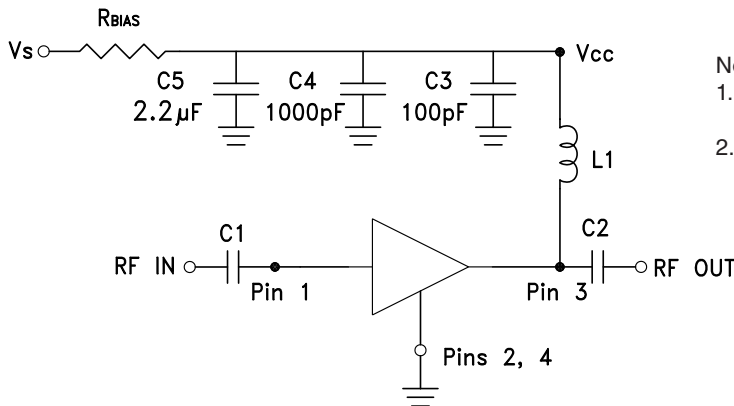 RBIAS
Vs
Vcc
C5
C4
C3
2.2µF
1000pF
100pF
1.
2.
L1
C1
C2
RF IN
RF OUT
Pin 1
Pin 3
Pins 2, 4